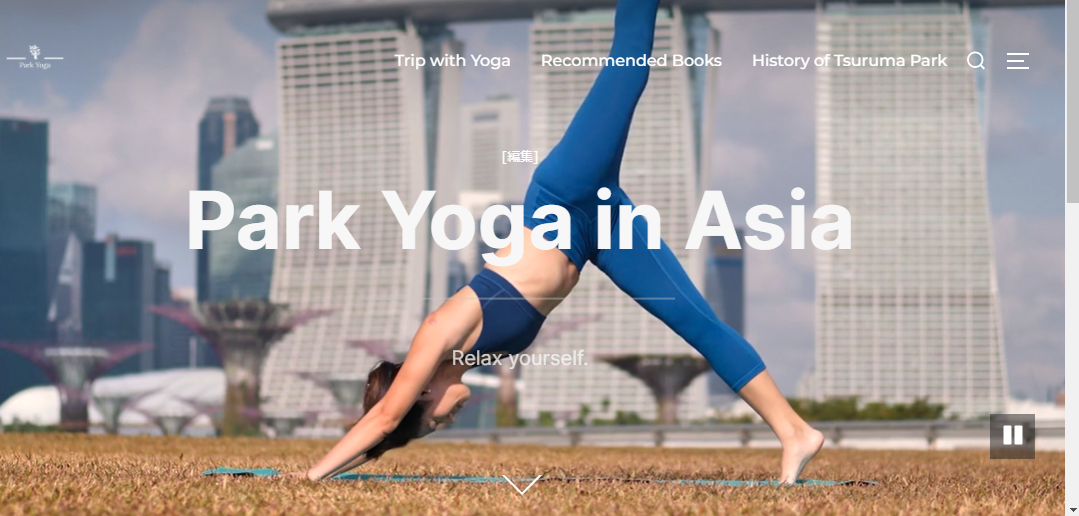 Park Yoga
Trip with Yoga
Recommended Books
History of Tsuruma Park
[編集]
Park Yoga in Asia
Relax yourself.